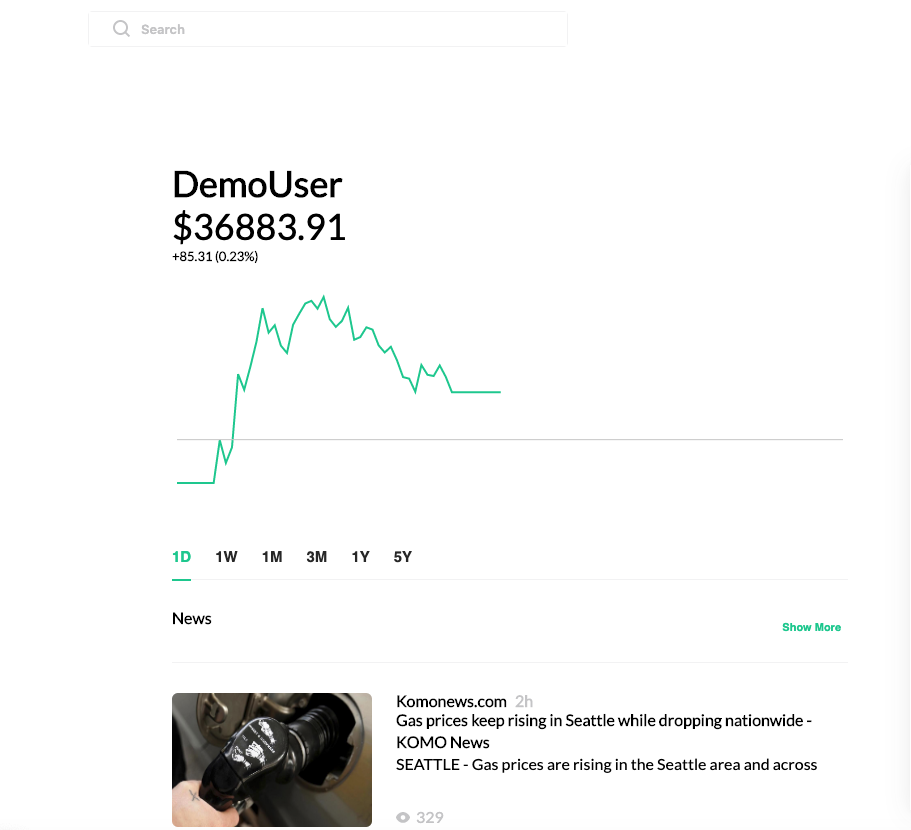 Search
DemoUser
$36883.91
+85.31 (0.23%)
1D 1W 1M 3M 1Y 5Y
News
Show More
Komonews.com 2h
Gas prices keep rising in Seattle while dropping nationwide -
KOMO News
SEATTLE - Gas prices are rising in the Seattle area and across
329